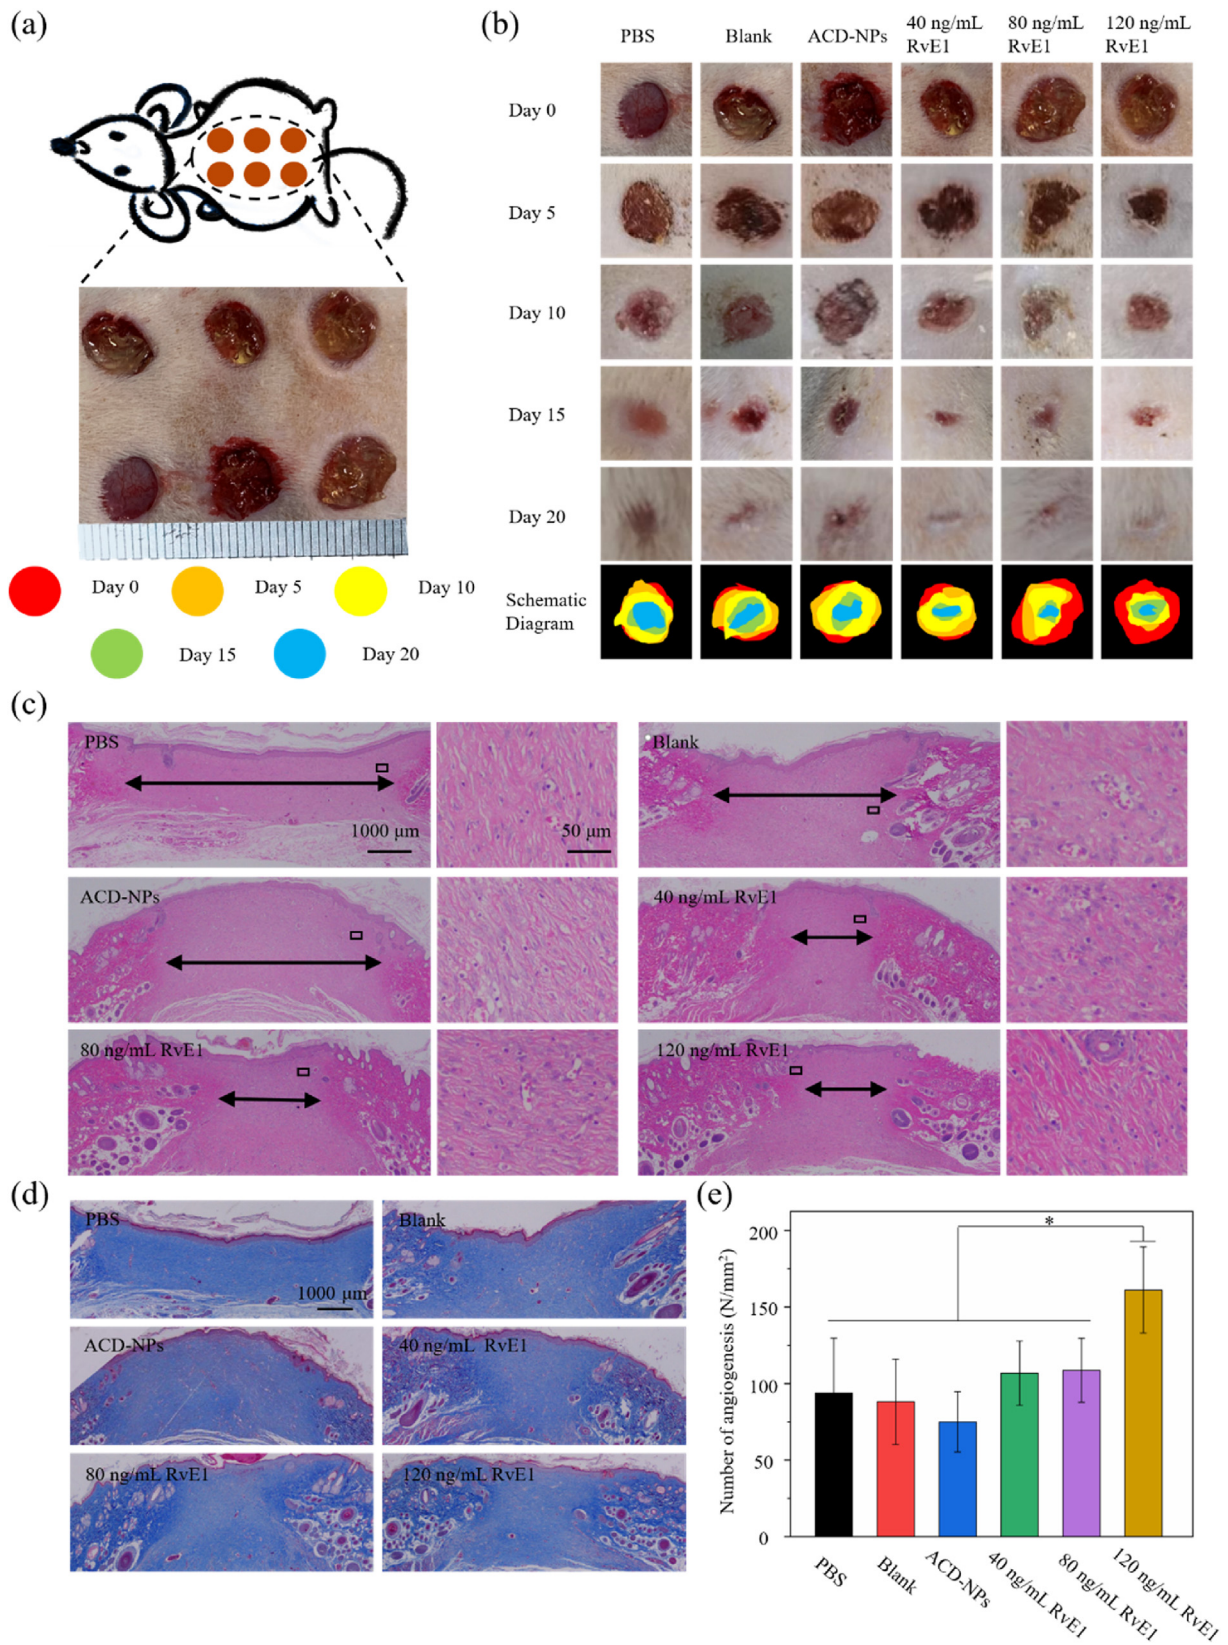 (a)
Day 0
Day 5
Day 10
Day 15
Day 20
(b)
PBS
Blank
ACD-NPs
40 ng/mL
RvE1
80 ng/mL
RvE1
120 ng/mL
RvE1
Day 0
Day 5
Day 10
Day 15
Day 20
Schematic
Diagram
(c)
PBS
1000 μm
50 μm
Blank
ACD-NPs
40 ng/mL RvE1
80 ng/mL RvE1
120 ng/mL RvE1
(d)
PBS
1000 μm
Blank
ACD-NPs
40 ng/mL RvE1
80 ng/mL RvE1
120 ng/mL RvE1
(e)
Number of angiogenesis (N/mm²)
200
150
100
50
0
*
PBS
Blank
ACD-NPs
40 ng/mL RvE1
80 ng/mL RvE1
120 ng/mL RvE1